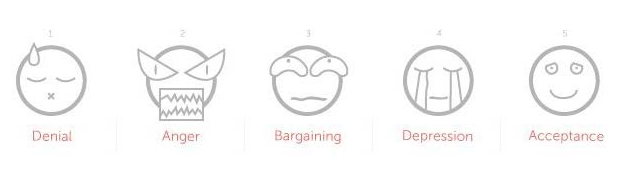 1 2 3 4 5
Denial Anger Bargaining Depression Acceptance